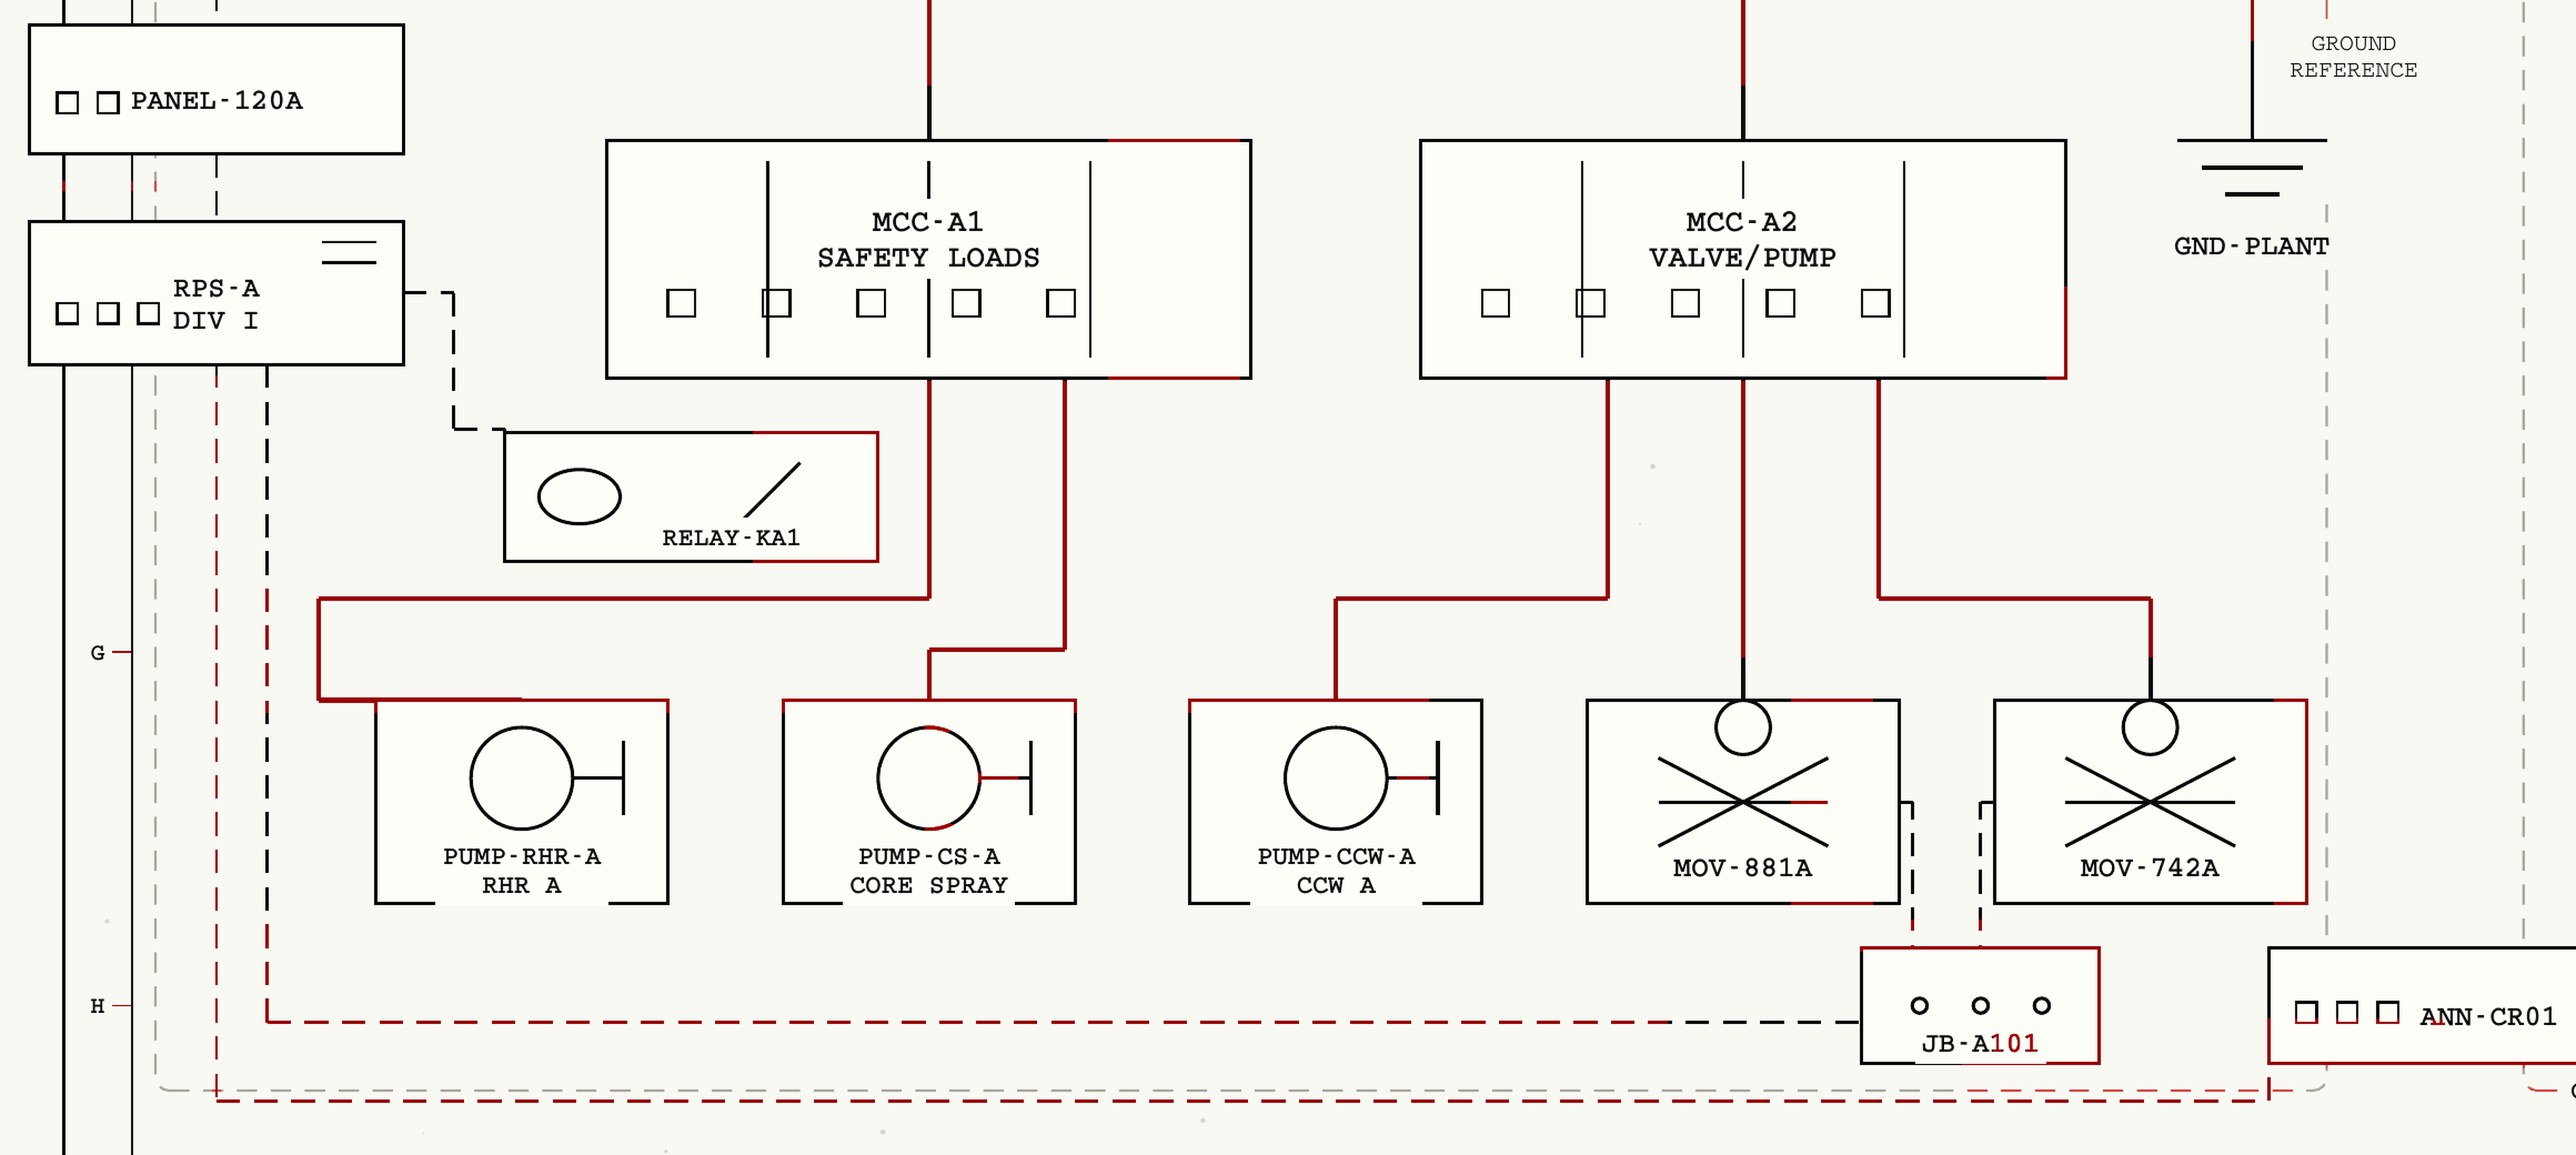 GROUND
REFERENCE
PANEL-120A
MCC-A1
SAFETY LOADS
MCC-A2
VALVE/PUMP
GND-PLANT
RPS-A
DIV I
RELAY-KA1
G
PUMP-RHR-A
RHR A
PUMP-CS-A
CORE SPRAY
PUMP-CCW-A
CCW A
MOV-881A
MOV-742A
H
JB-A101
ANN-CR01